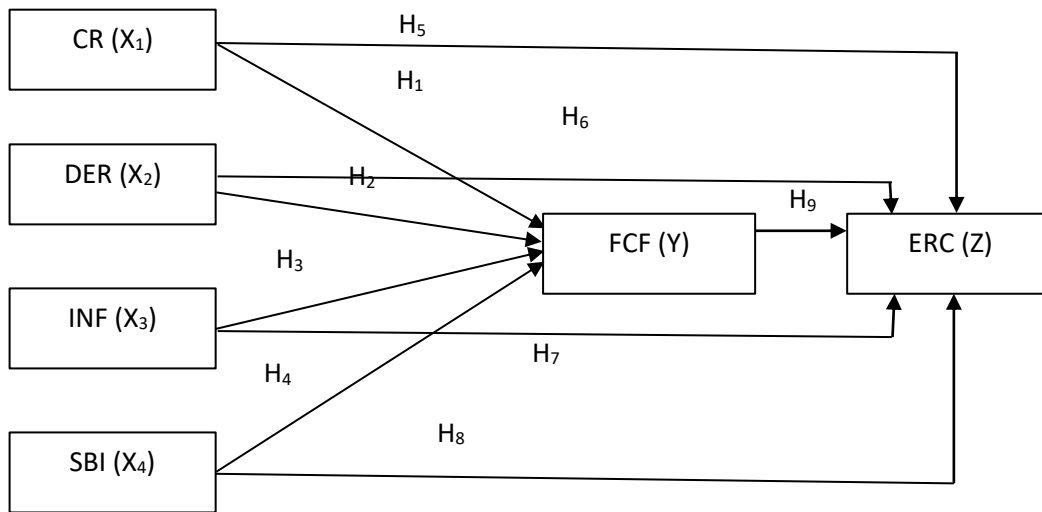 CR (X₁)
H₅
H₁
H₆
DER (X₂)
H₂
H₉
FCF (Y)
ERC (Z)
H₃
INF (X₃)
H₇
H₄
H₈
SBI (X₄)